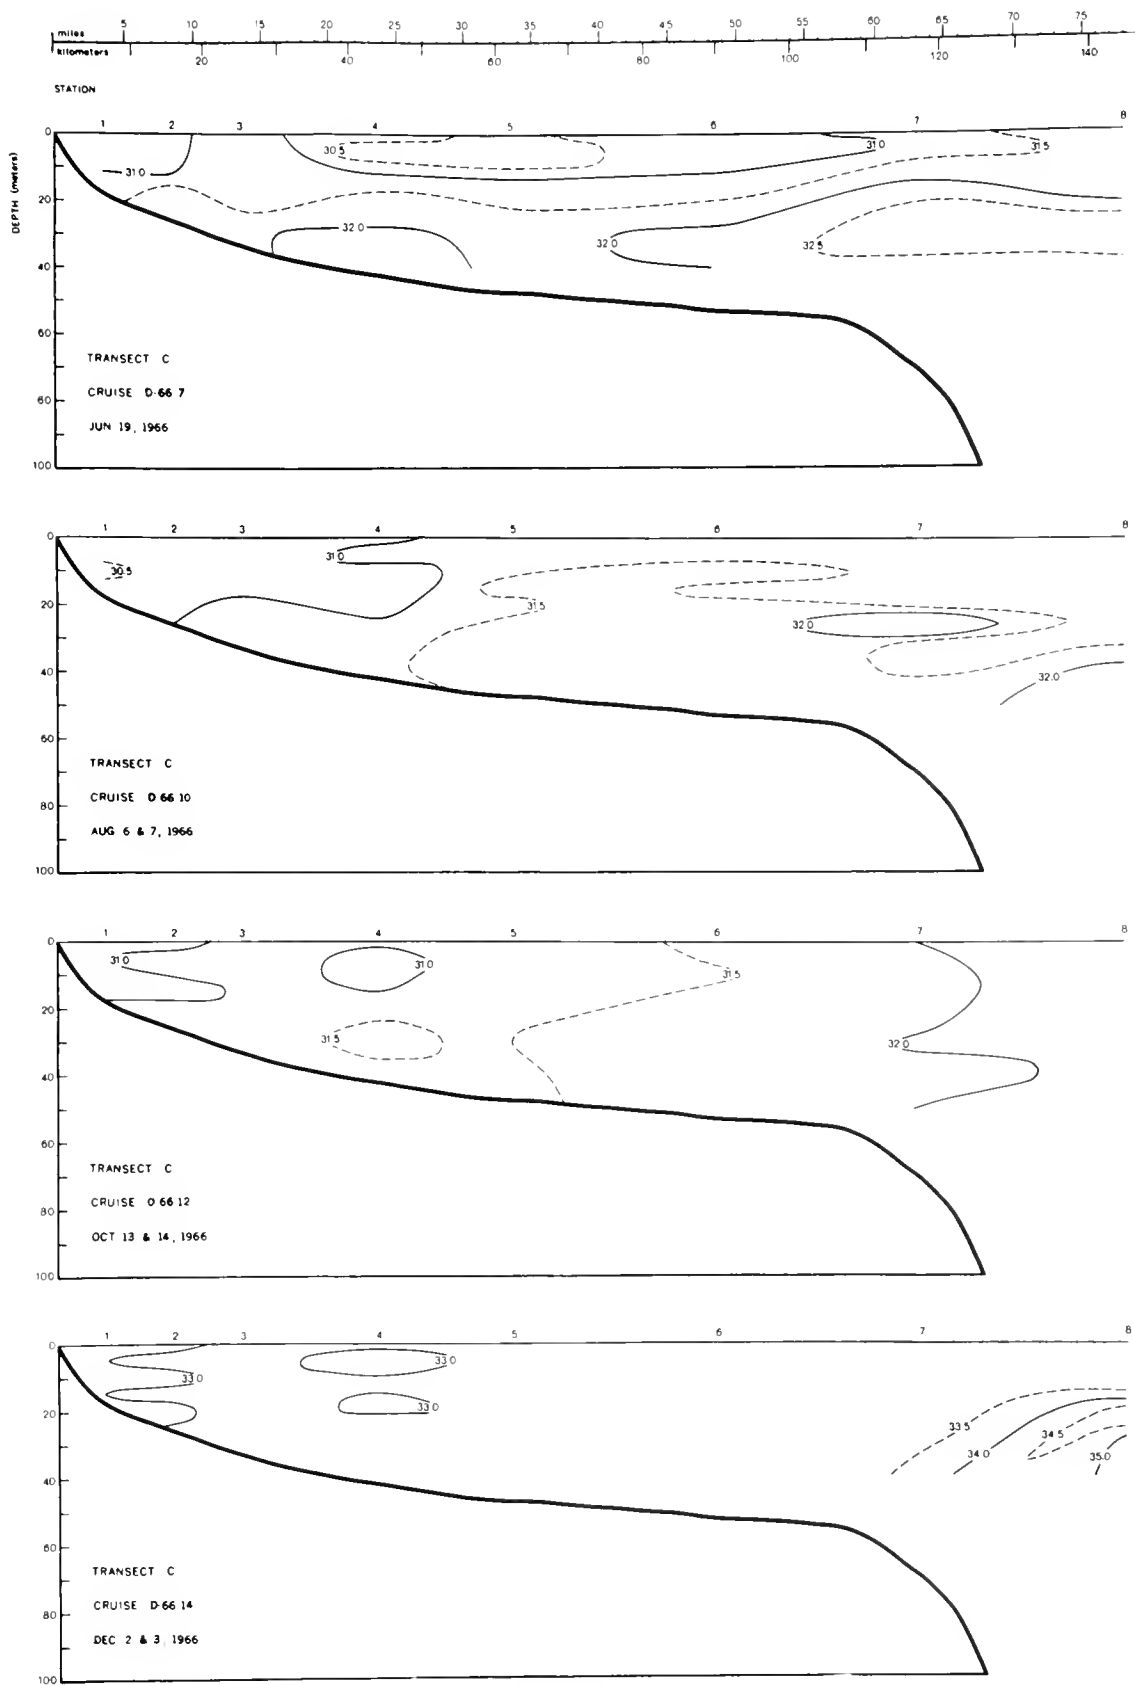 5 10 15 20 25 30 35 40 45 50 55 60 65 70 75
miles
kilometers
20 40 60 80 100 120 140
STATION
1 2 3 4 5 6 7 8
0
31.0 30.5 31.0 31.5
DEPTH (meters)
20
32.0 32.0 32.5
40
60
TRANSECT C
CRUISE D-66 7
60
JUN 19, 1966
100
1 2 3 4 5 6 7 8
0
30.5 31.0
20
31.5 32.0
40
32.0
60
TRANSECT C
CRUISE D 66 10
80
AUG 6 & 7, 1966
100
1 2 3 4 5 6 7 8
0
31.0 31.0 31.5
20
31.5 32.0
40
60
TRANSECT C
CRUISE D 66 12
80
OCT 13 & 14, 1966
100
1 2 3 4 5 6 7 8
0
33.0 33.0
33.0
20
33.5 34.0 34.5 35.0
40
60
TRANSECT C
CRUISE D-66 14
80
DEC 2 & 3, 1966
100